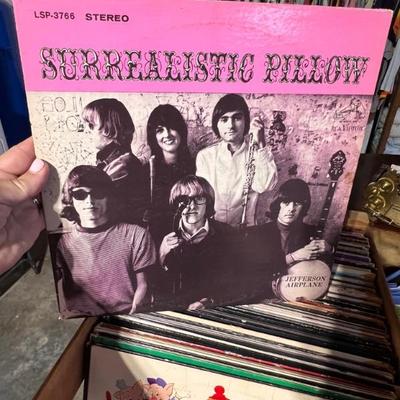 LSP-3766 STEREO
SURREALISTIC PILLOW
JEFFERSON
AIRPLANE